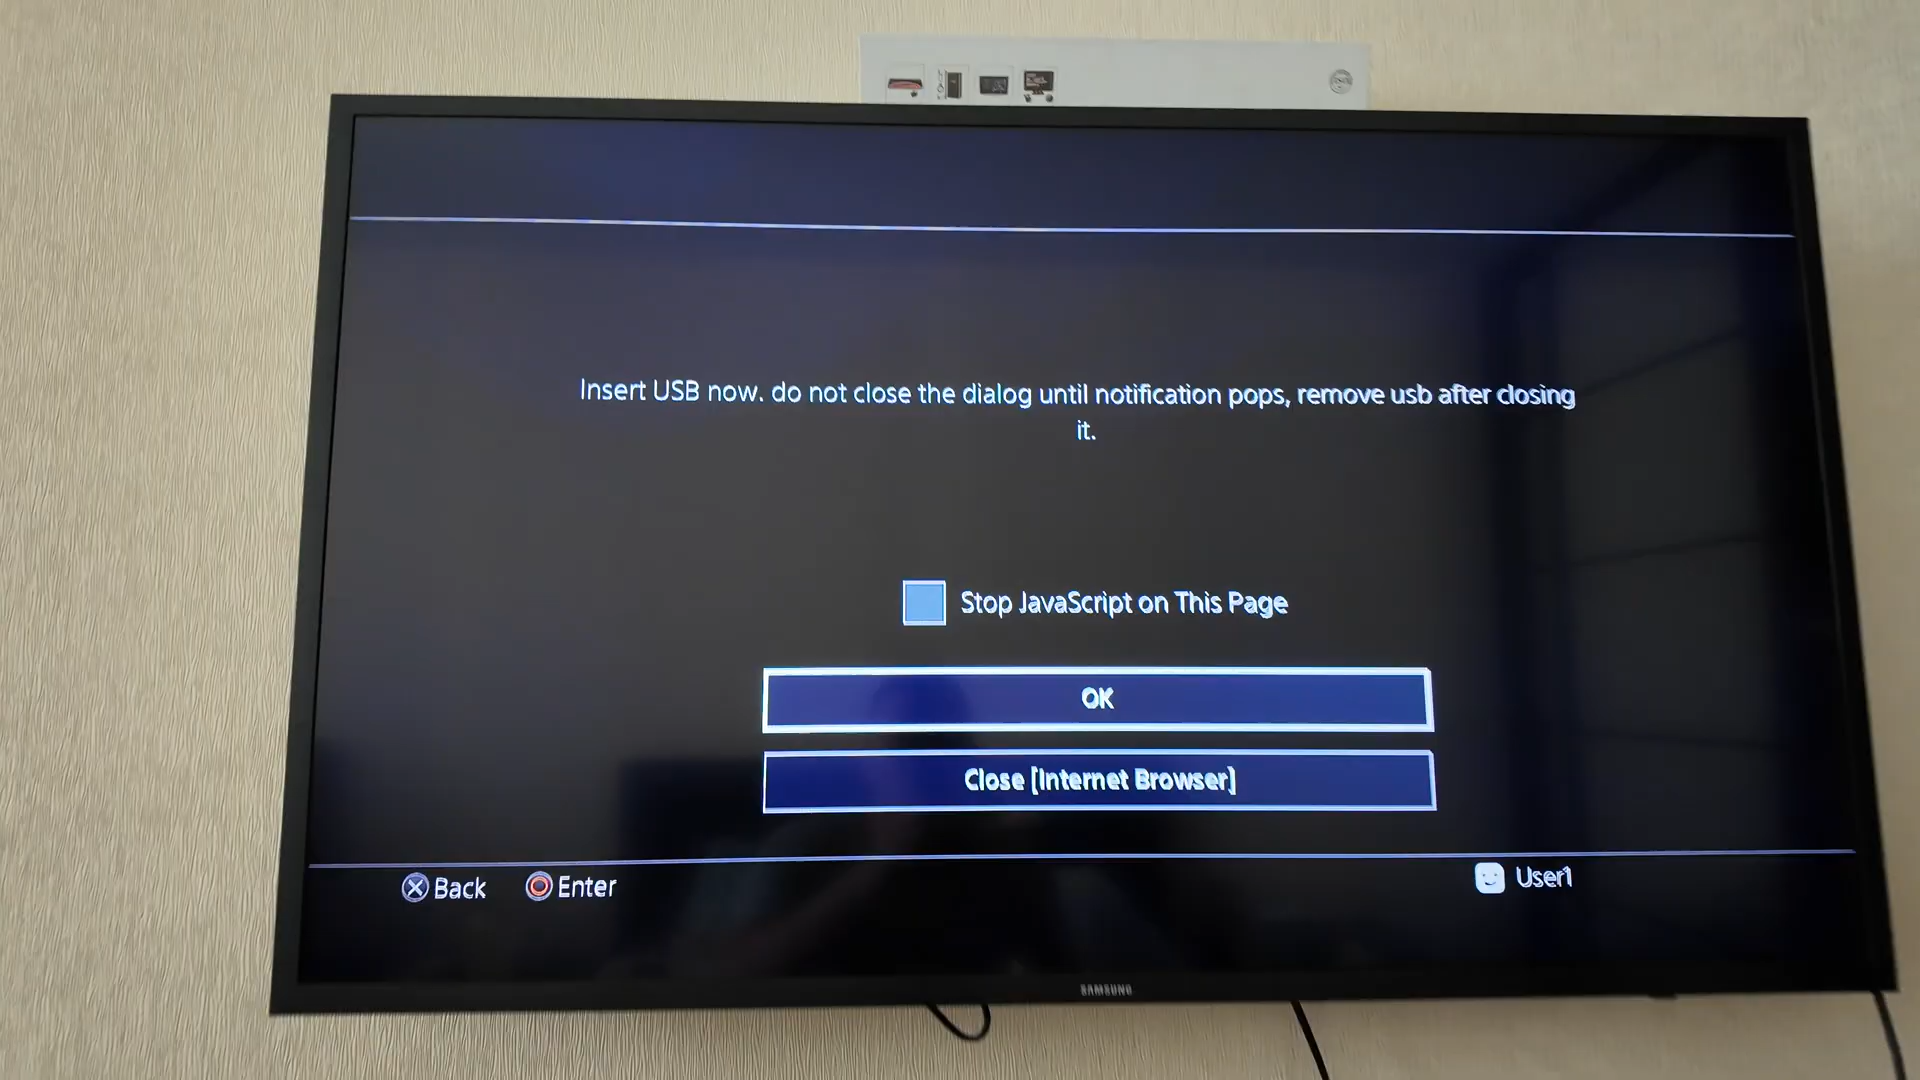 Insert USB now. do not close the dialog until notification pops, remove usb after closing
it.
Stop JavaScript on This Page
OK
Close [Internet Browser]
Back
Enter
User1
SAMSUNG